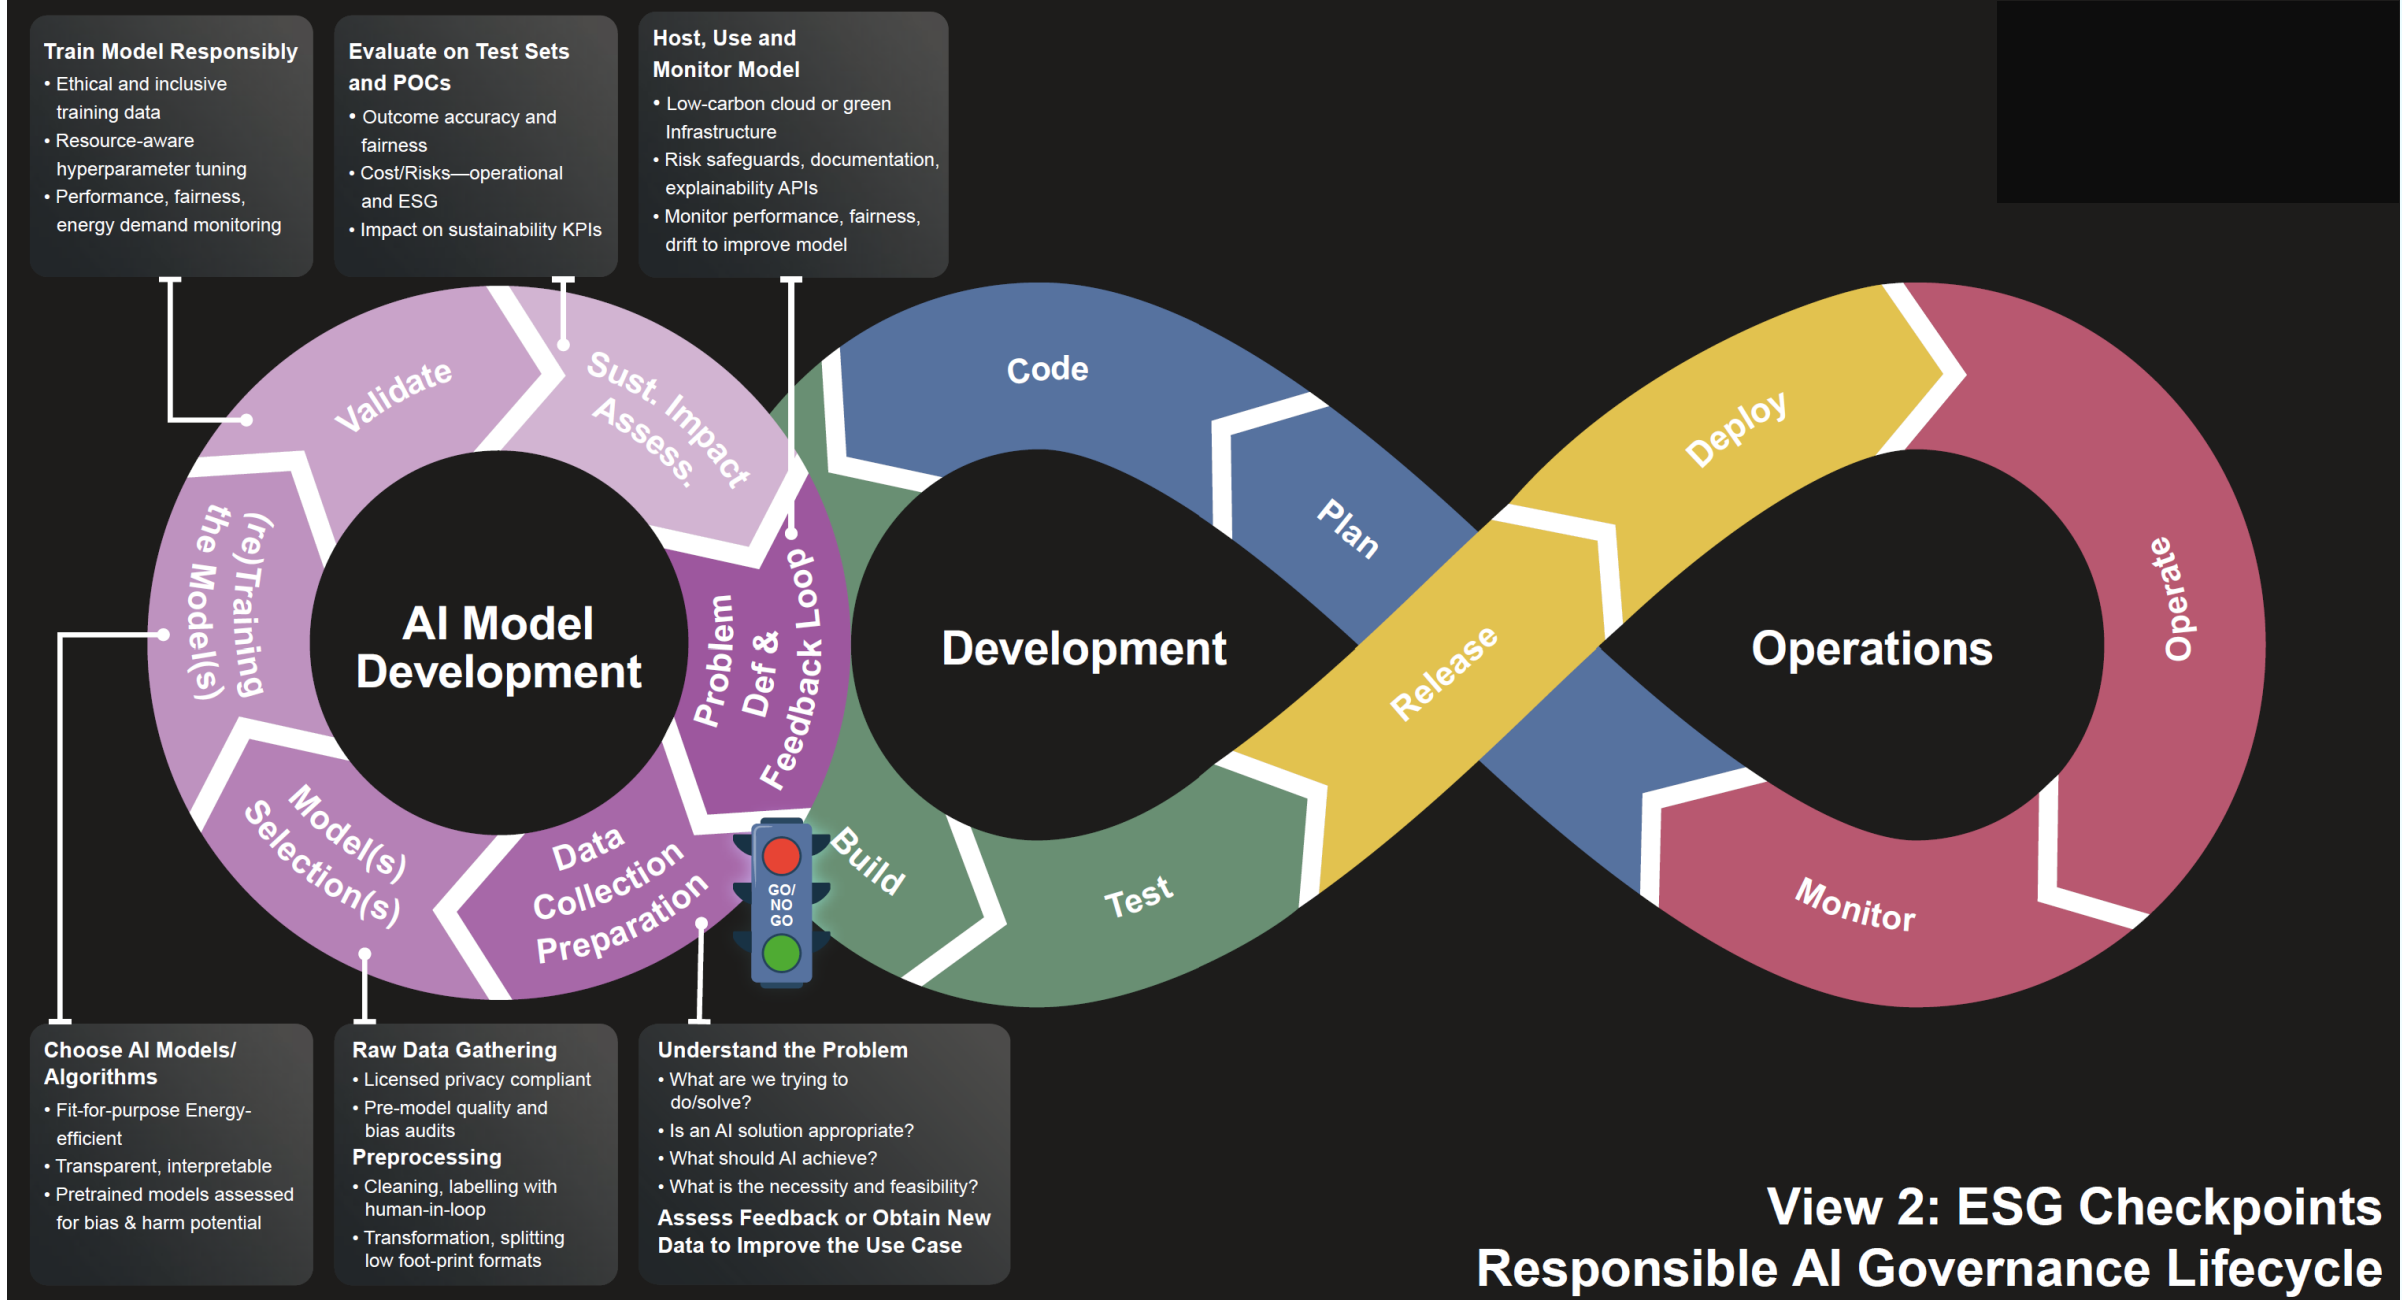 Train Model Responsibly
• Ethical and inclusive
training data
• Resource-aware
hyperparameter tuning
• Performance, fairness,
energy demand monitoring
Evaluate on Test Sets
and POCs
• Outcome accuracy and
fairness
• Cost/Risks—operational
and ESG
• Impact on sustainability KPIs
Host, Use and
Monitor Model
• Low-carbon cloud or green
Infrastructure
• Risk safeguards, documentation,
explainability APIs
• Monitor performance, fairness,
drift to improve model
Validate
Sust. Impact
Assess.
(re)Training
the Model(s)
AI Model
Development
Problem
Def &
Feedback Loop
Model(s)
Selection(s)
Data
Collection
Preparation
GO/
NO
GO
Code
Plan
Development
Build
Test
Release
Deploy
Operations
Operate
Monitor
Choose AI Models/
Algorithms
• Fit-for-purpose Energy-
efficient
• Transparent, interpretable
• Pretrained models assessed
for bias & harm potential
Raw Data Gathering
• Licensed privacy compliant
• Pre-model quality and
bias audits
Preprocessing
• Cleaning, labelling with
human-in-loop
• Transformation, splitting
low foot-print formats
Understand the Problem
• What are we trying to
do/solve?
• Is an AI solution appropriate?
• What should AI achieve?
• What is the necessity and feasibility?
Assess Feedback or Obtain New
Data to Improve the Use Case
View 2: ESG Checkpoints
Responsible AI Governance Lifecycle